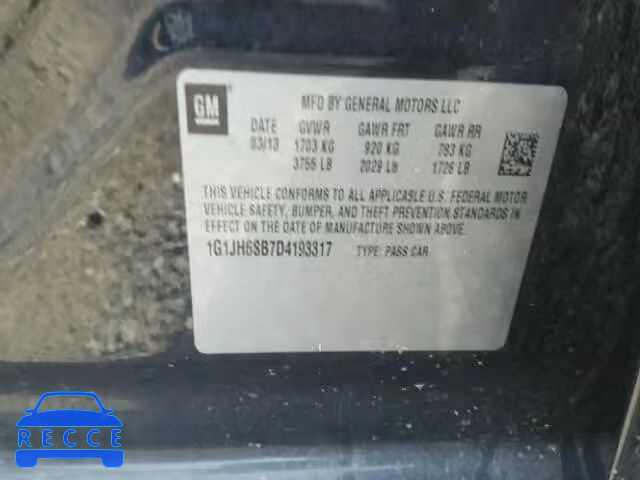 GM
MFD BY GENERAL MOTORS LLC
DATE GVWR GAWR FRT GAWR RR
03/13 1703 KG 920 KG 783 KG
3755 LB 2029 LB 1726 LB
THIS VEHICLE CONFORMS TO ALL APPLICABLE U.S. FEDERAL MOTOR
VEHICLE SAFETY, BUMPER, AND THEFT PREVENTION STANDARDS IN
EFFECT ON THE DATE OF MANUFACTURE SHOWN ABOVE.
1G1JH6SB7D4193317 TYPE: PASS CAR
RECCE